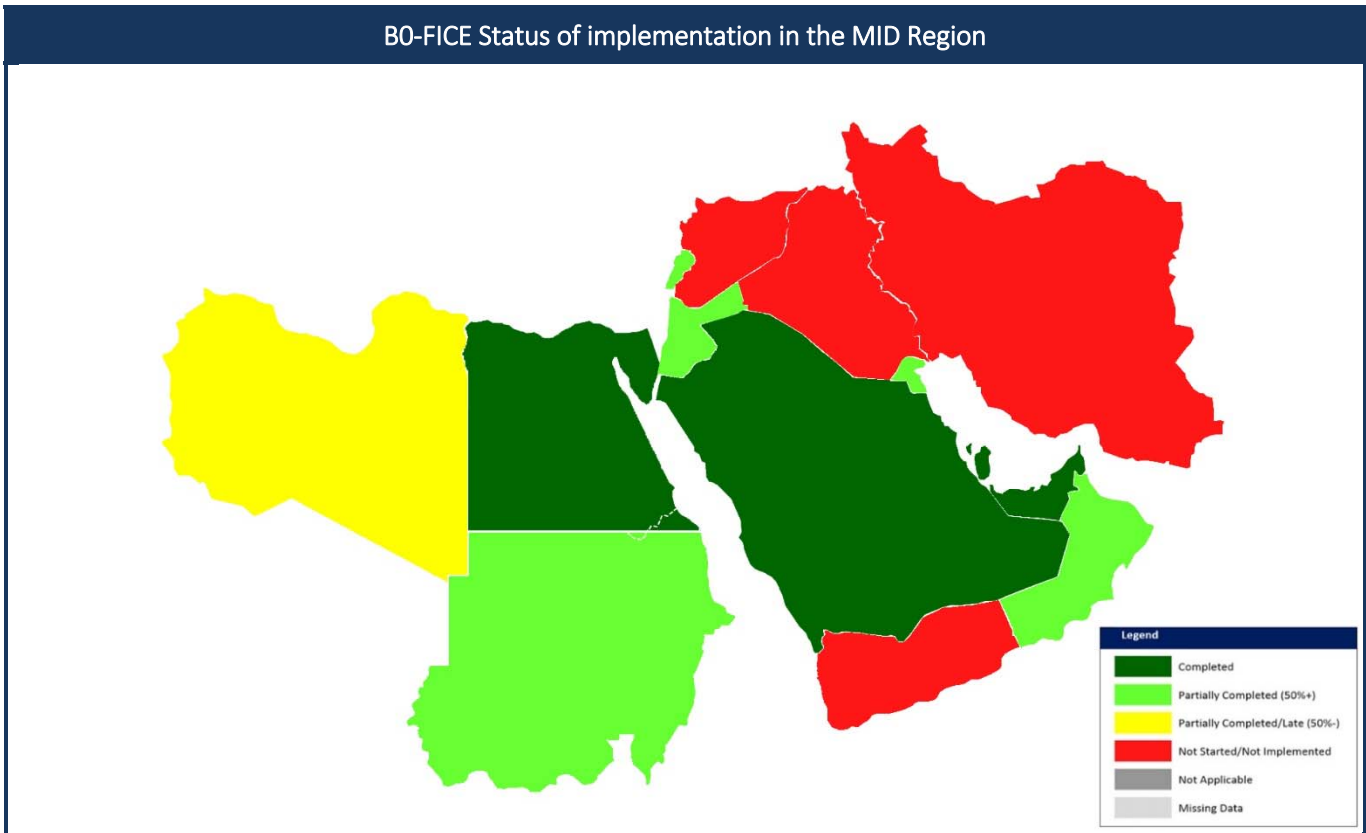 B0-FICE Status of implementation in the MID Region
Legend
Completed
Partially Completed (50%+)
Partially Completed/Late (50%-)
Not Started/Not Implemented
Not Applicable
Missing Data